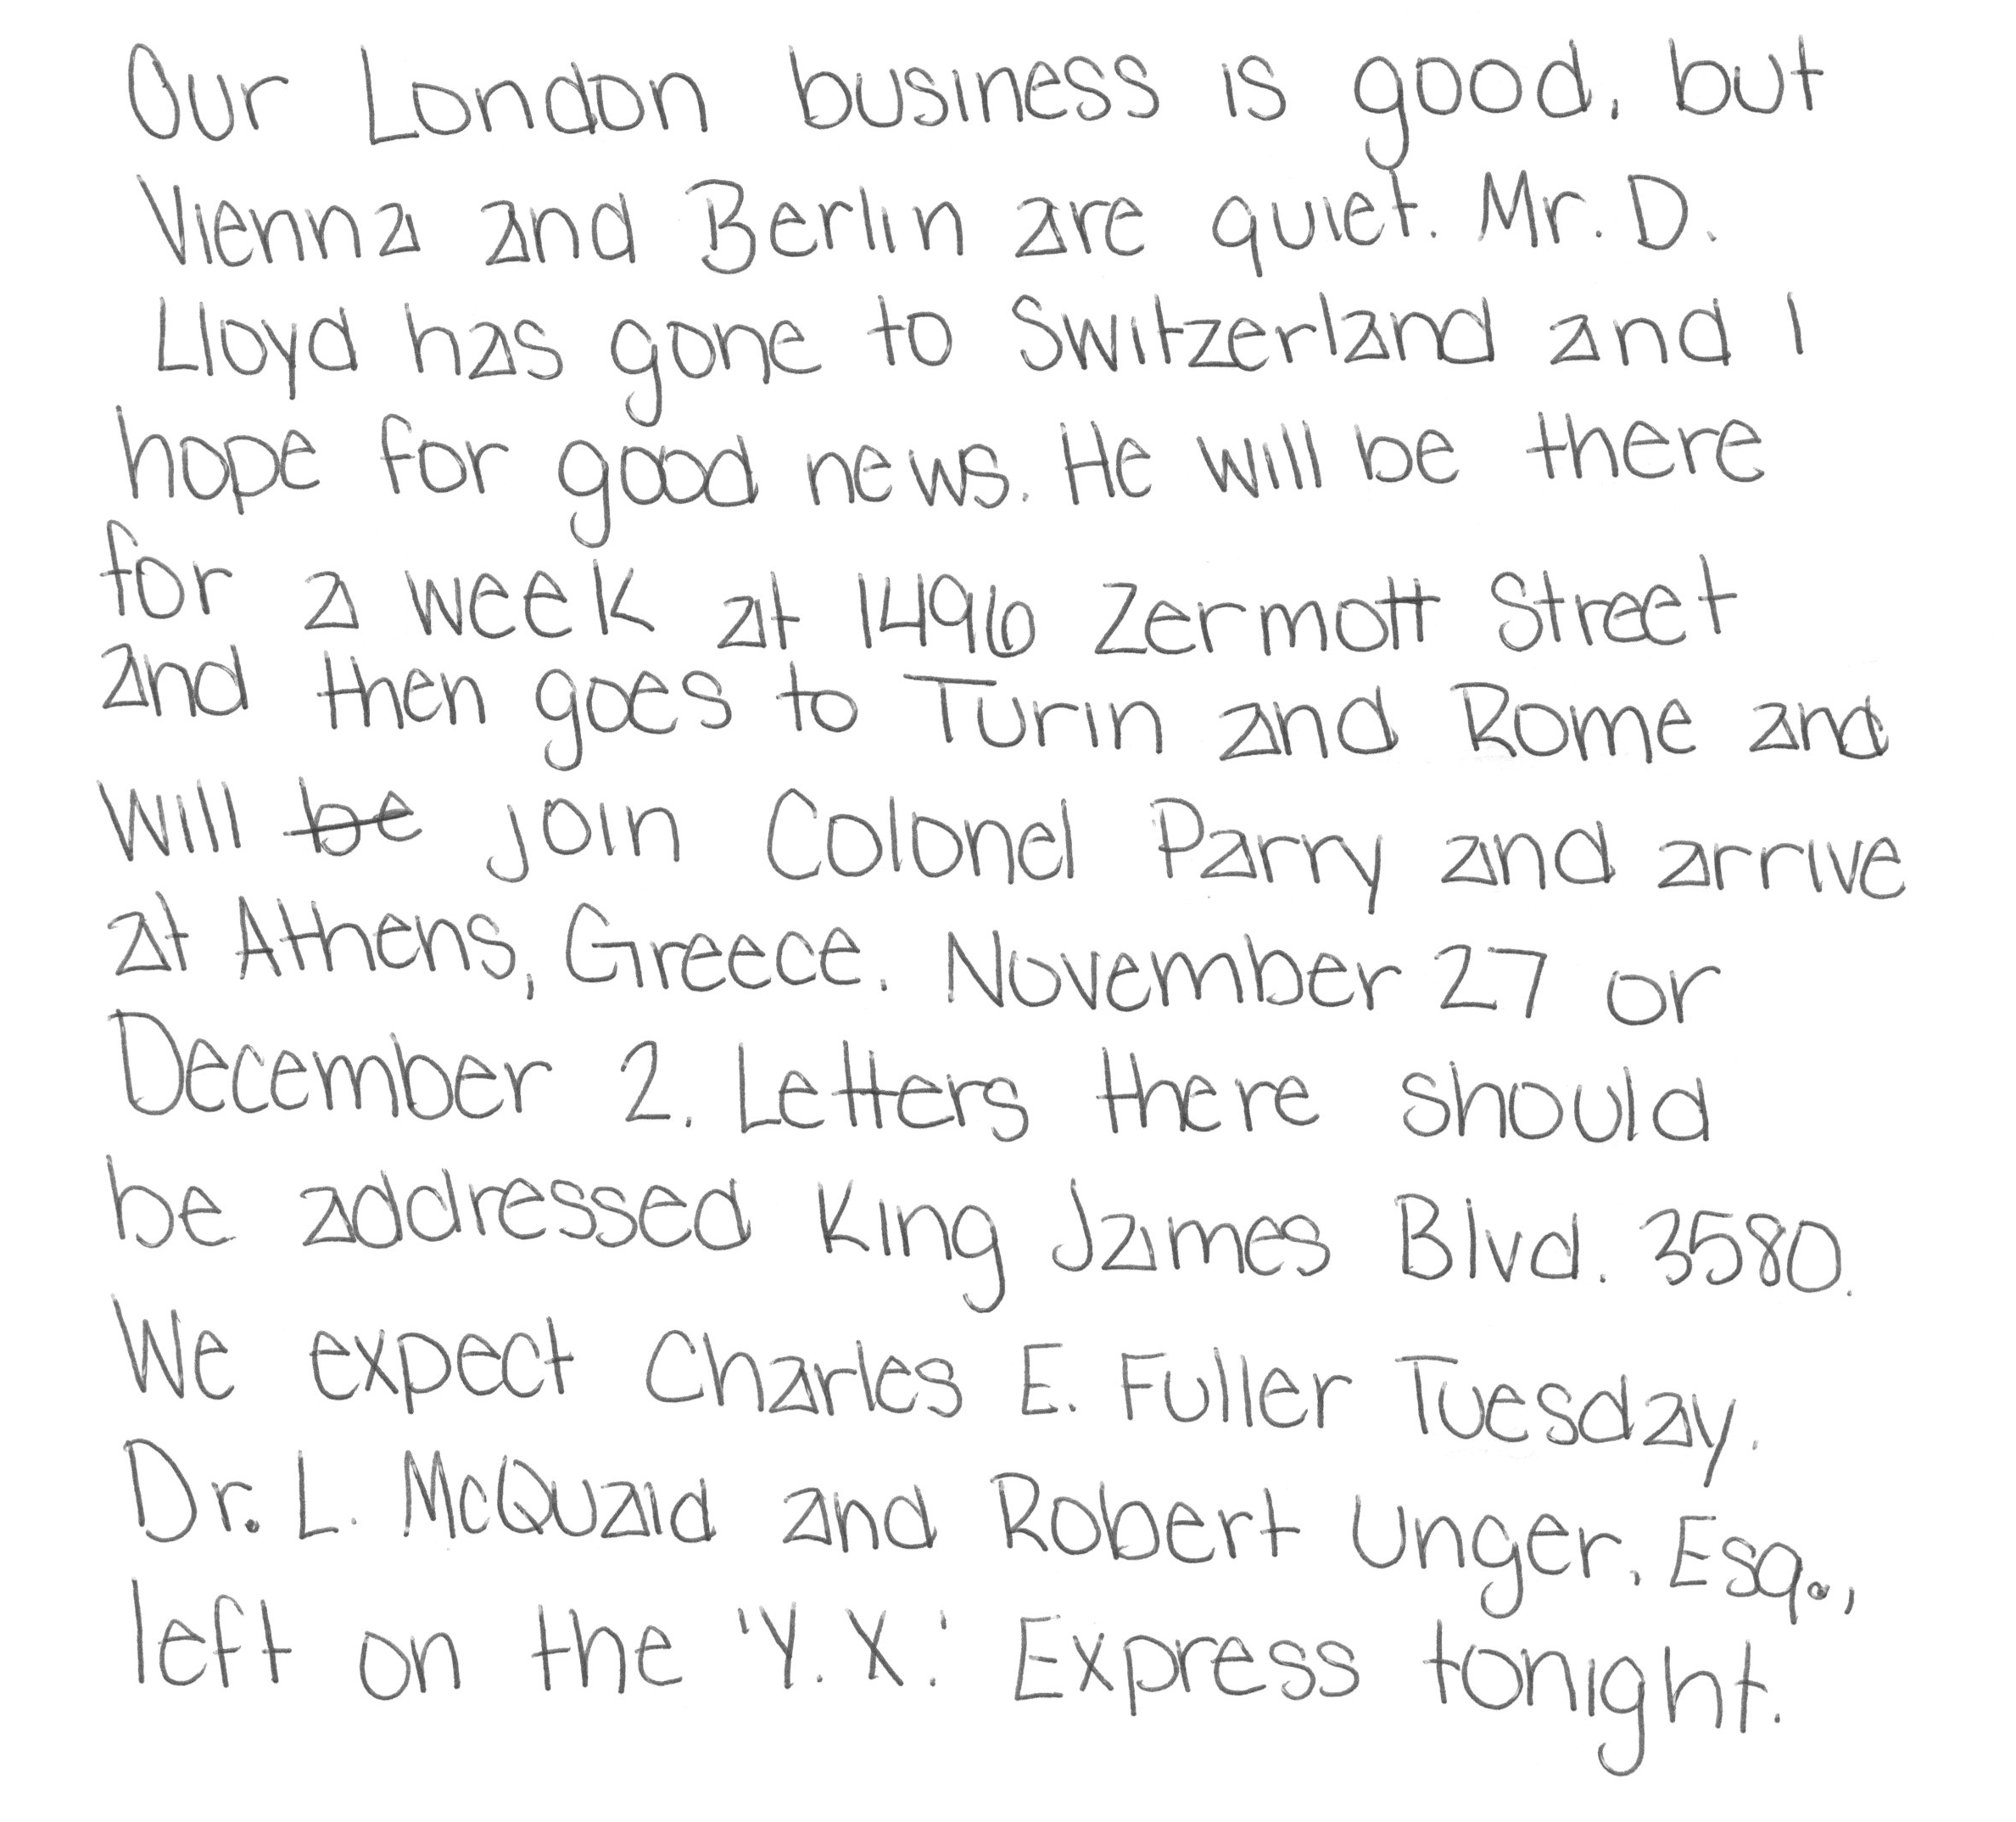 Our London business is good, but
Vienna and Berlin are quiet. Mr. D.
Lloyd has gone to Switzerland and I
hope for good news. He will be there
for a week at 1496 Zermott Street
and then goes to Turin and Rome and
will be join Colonel Parry and arrive
at Athens, Greece. November 27 or
December 2. Letters there should
be addressed King James Blvd. 3580.
We expect Charles E. Fuller Tuesday.
Dr. L. McQuaid and Robert Unger, Esq.,
left on the 'Y. X.' Express tonight.